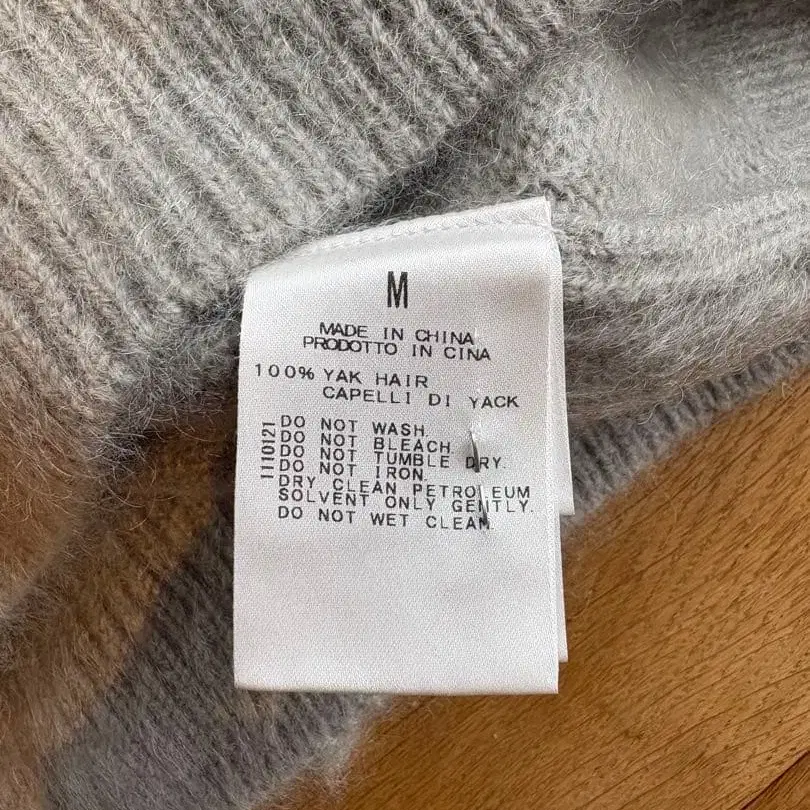 M
MADE IN CHINA
PRODOTTO IN CINA
100% YAK HAIR
CAPELLI DI YACK
DO NOT WASH.
DO NOT BLEACH.
DO NOT TUMBLE DRY.
DO NOT IRON.
DRY CLEAN PETROLEUM
SOLVENT ONLY GENTLY.
DO NOT WET CLEAN.
1110121